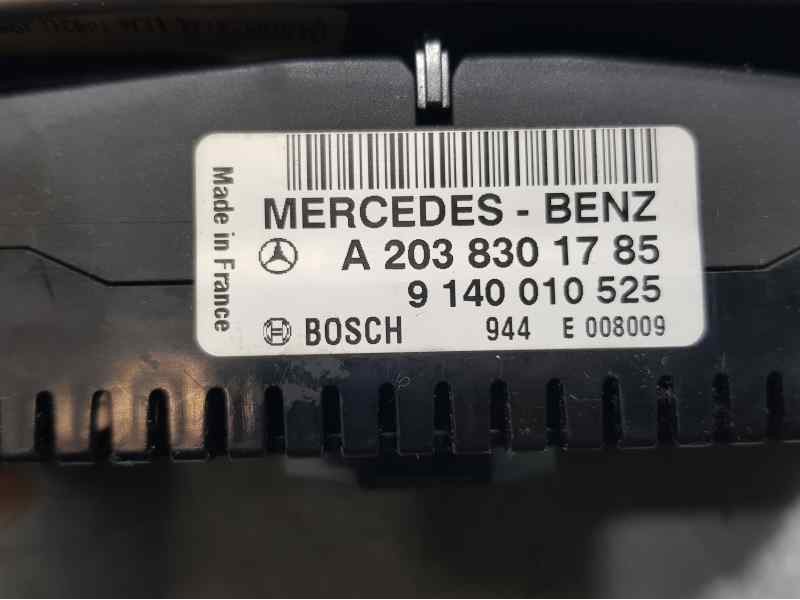 MERCEDES - BENZ
A 203 830 17 85
9 140 010 525
BOSCH 944 E 008009
Made in France